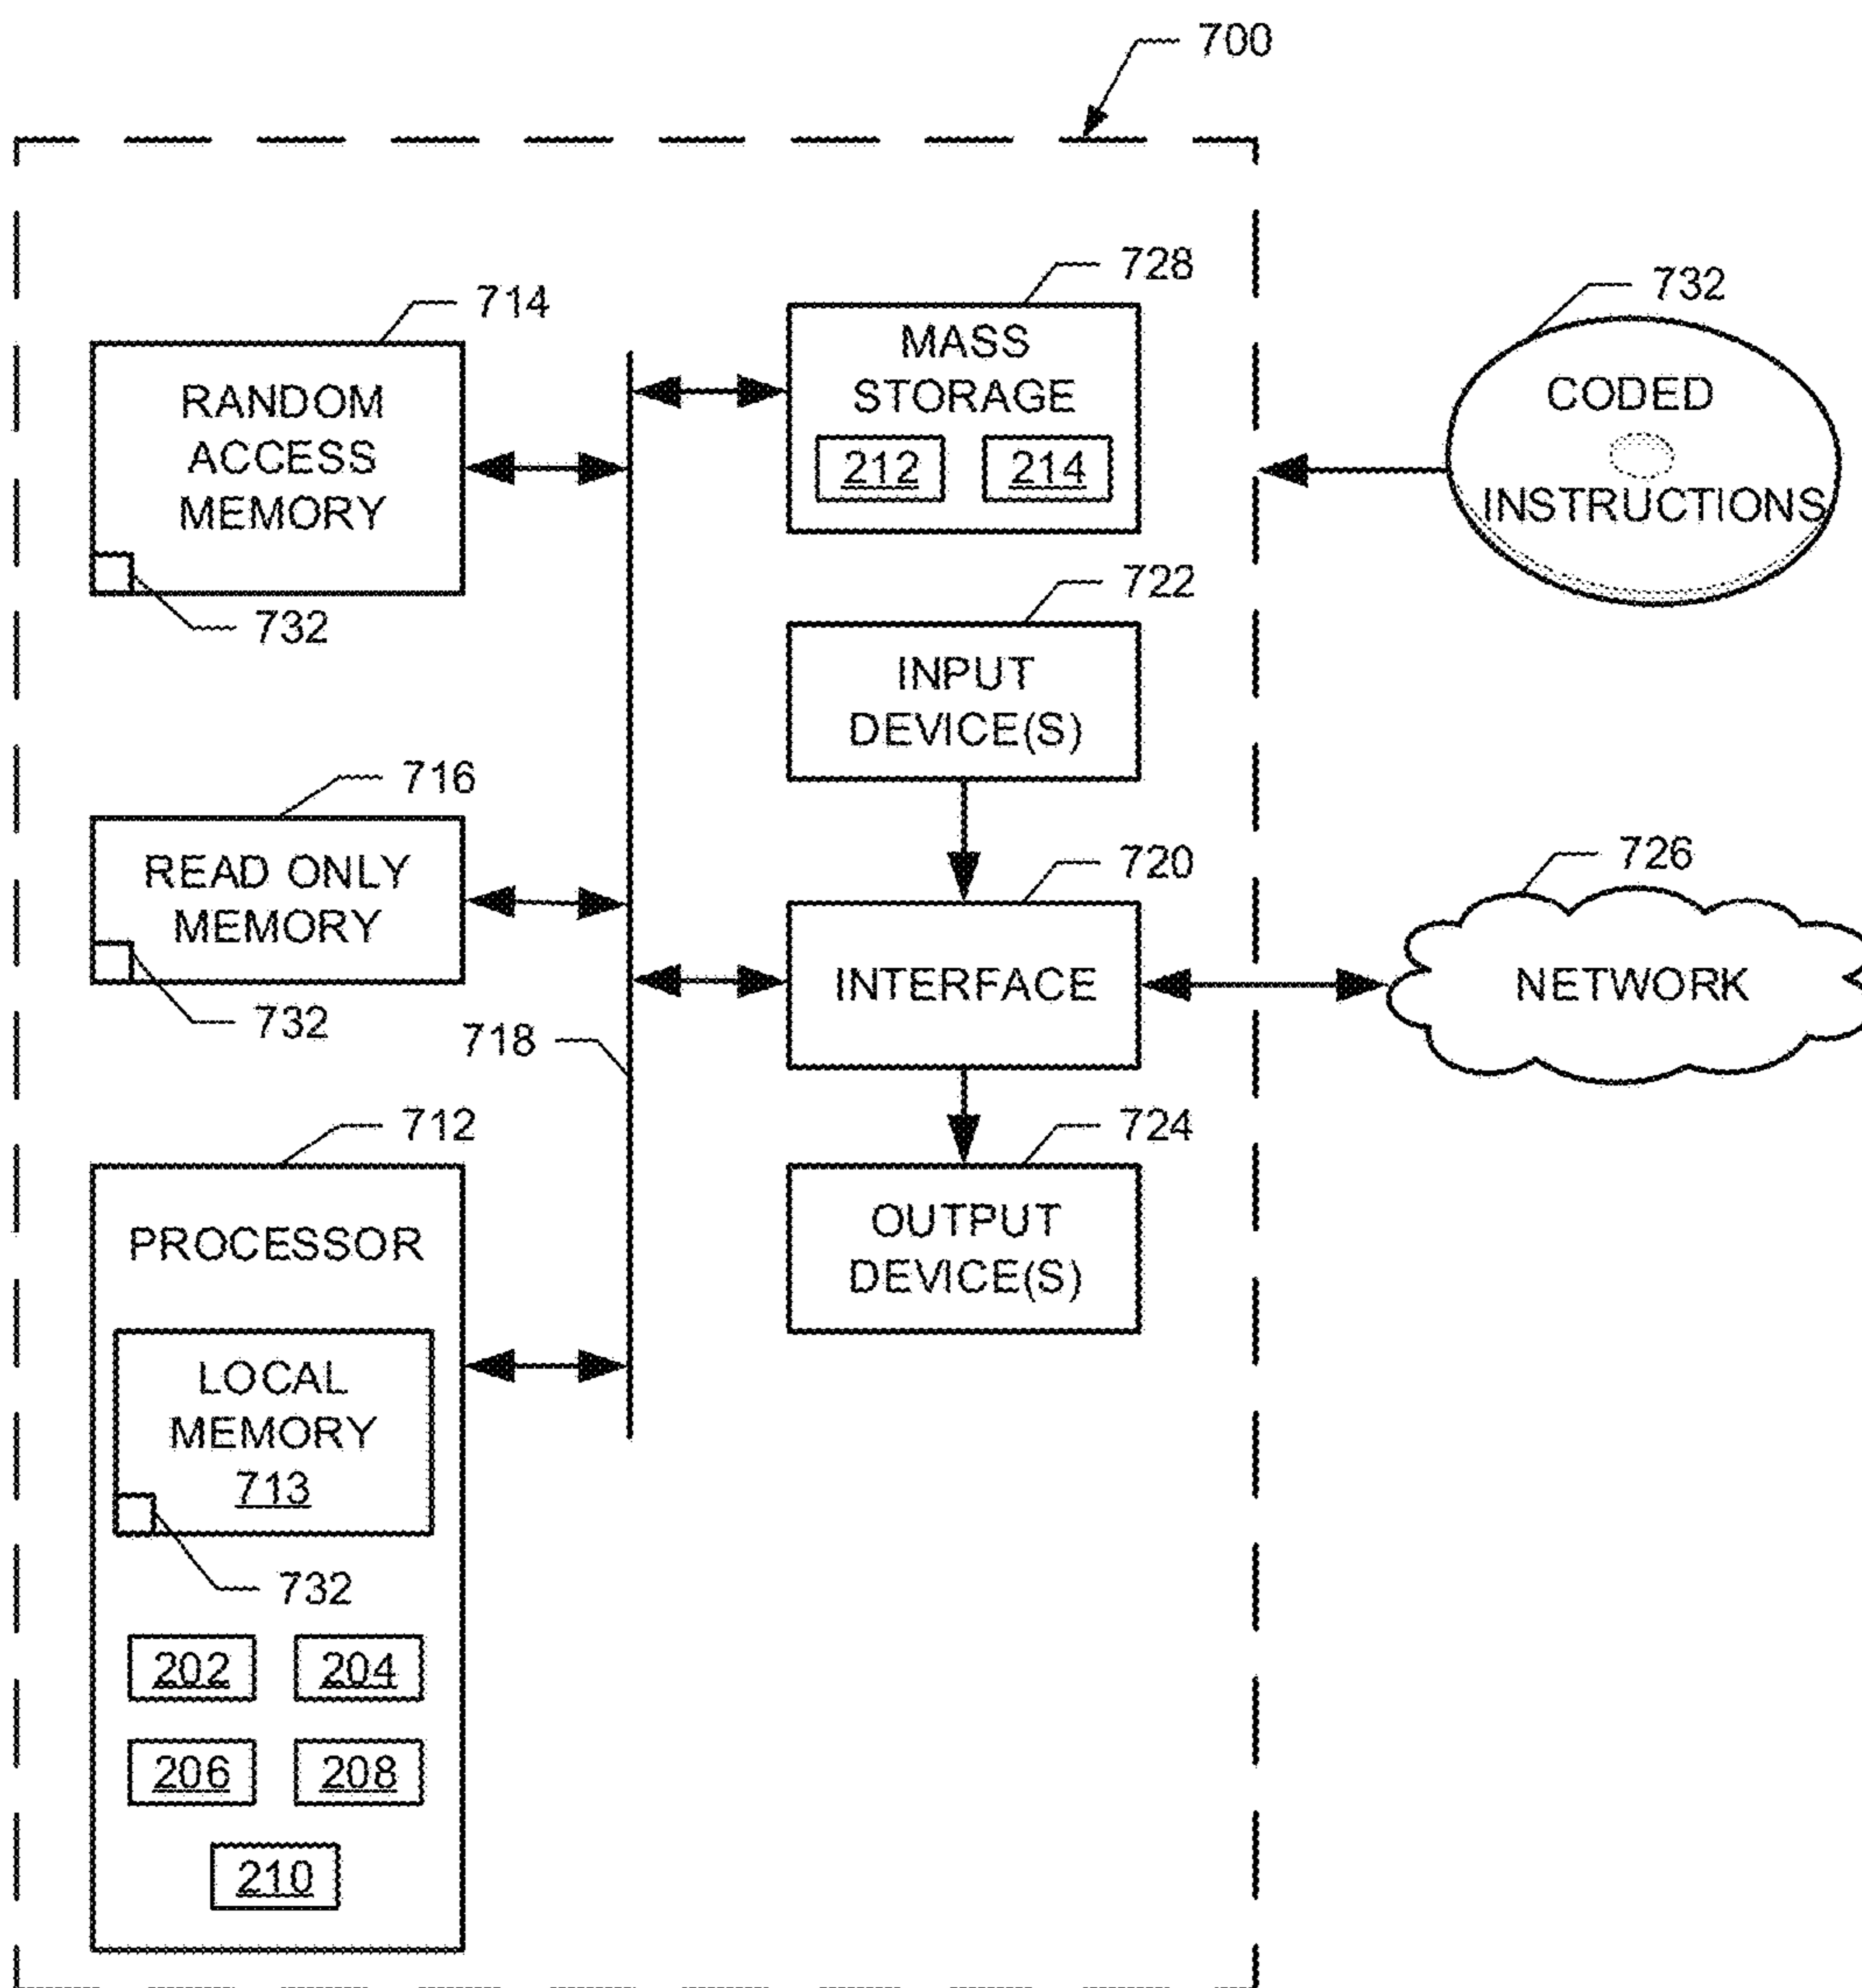 700
728
MASS
STORAGE
212 214
714
RANDOM
ACCESS
MEMORY
732
732
CODED
INSTRUCTIONS
722
INPUT
DEVICE(S)
716
READ ONLY
MEMORY
732
720
INTERFACE
726
NETWORK
718
712
PROCESSOR
LOCAL
MEMORY
713
732
202 204
206 208
210
724
OUTPUT
DEVICE(S)